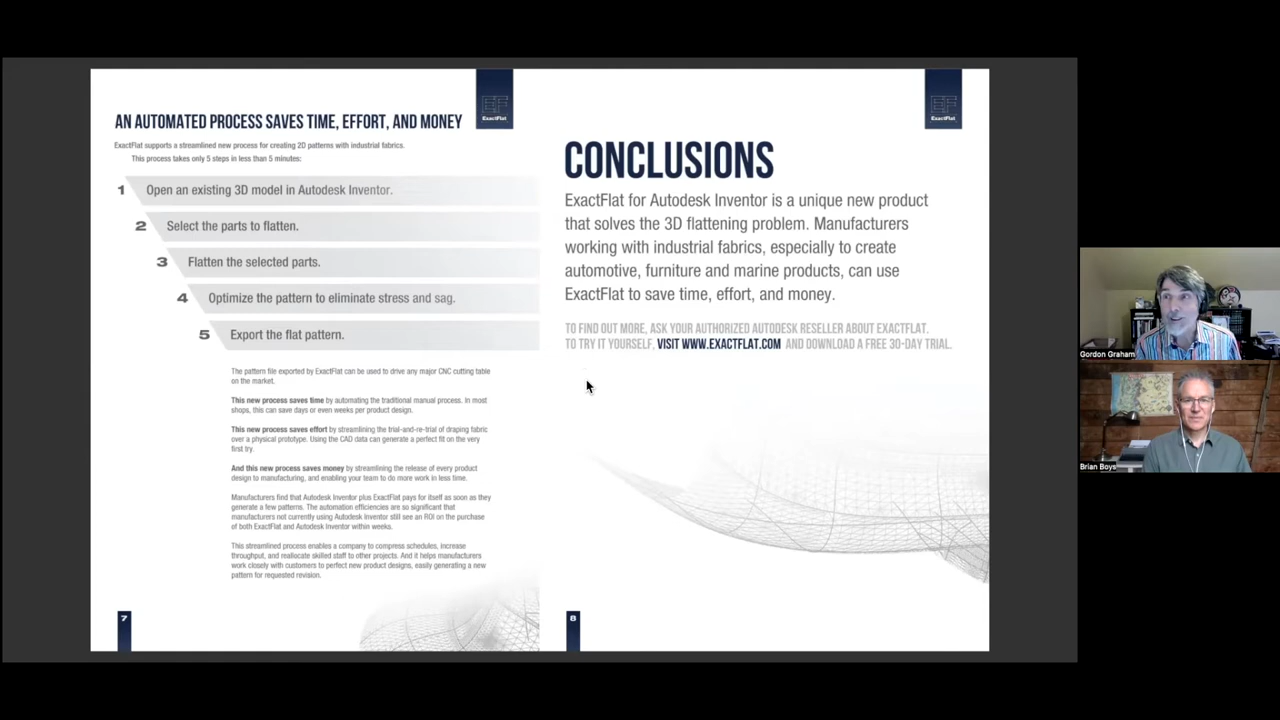 AN AUTOMATED PROCESS SAVES TIME, EFFORT, AND MONEY
EF
ExactFlat
ExactFlat supports a streamlined new process for creating 2D patterns with industrial fabrics.
This process takes only 5 steps in less than 5 minutes:
1 Open an existing 3D model in Autodesk Inventor.
2 Select the parts to flatten.
3 Flatten the selected parts.
4 Optimize the pattern to eliminate stress and sag.
5 Export the flat pattern.
The pattern file exported by ExactFlat can be used to drive any major CNC cutting table
on the market.
This new process saves time by automating the traditional manual process. In most
shops, this can save days or even weeks per product design.
This new process saves effort by streamlining the trial-and-re-trial of draping fabric
over a physical prototype. Using the CAD data can generate a perfect fit on the very
first try.
And this new process saves money by streamlining the release of every product
design to manufacturing, and enabling your team to do more work in less time.
Manufacturers find that Autodesk Inventor plus ExactFlat pays for itself as soon as they
generate a few patterns. The automation efficiencies are so significant that
manufacturers not currently using Autodesk Inventor still see an ROI on the purchase
of both ExactFlat and Autodesk Inventor within weeks.
This streamlined process enables a company to compress schedules, increase
throughput, and reallocate skilled staff to other projects. And it helps manufacturers
work closely with customers to perfect new product designs, easily generating a new
pattern for requested revision.
7
EF
ExactFlat
CONCLUSIONS
ExactFlat for Autodesk Inventor is a unique new product
that solves the 3D flattening problem. Manufacturers
working with industrial fabrics, especially to create
automotive, furniture and marine products, can use
ExactFlat to save time, effort, and money.
TO FIND OUT MORE, ASK YOUR AUTHORIZED AUTODESK RESELLER ABOUT EXACTFLAT.
TO TRY IT YOURSELF, VISIT WWW.EXACTFLAT.COM AND DOWNLOAD A FREE 30-DAY TRIAL.
8
Gordon Graham
Brian Boys